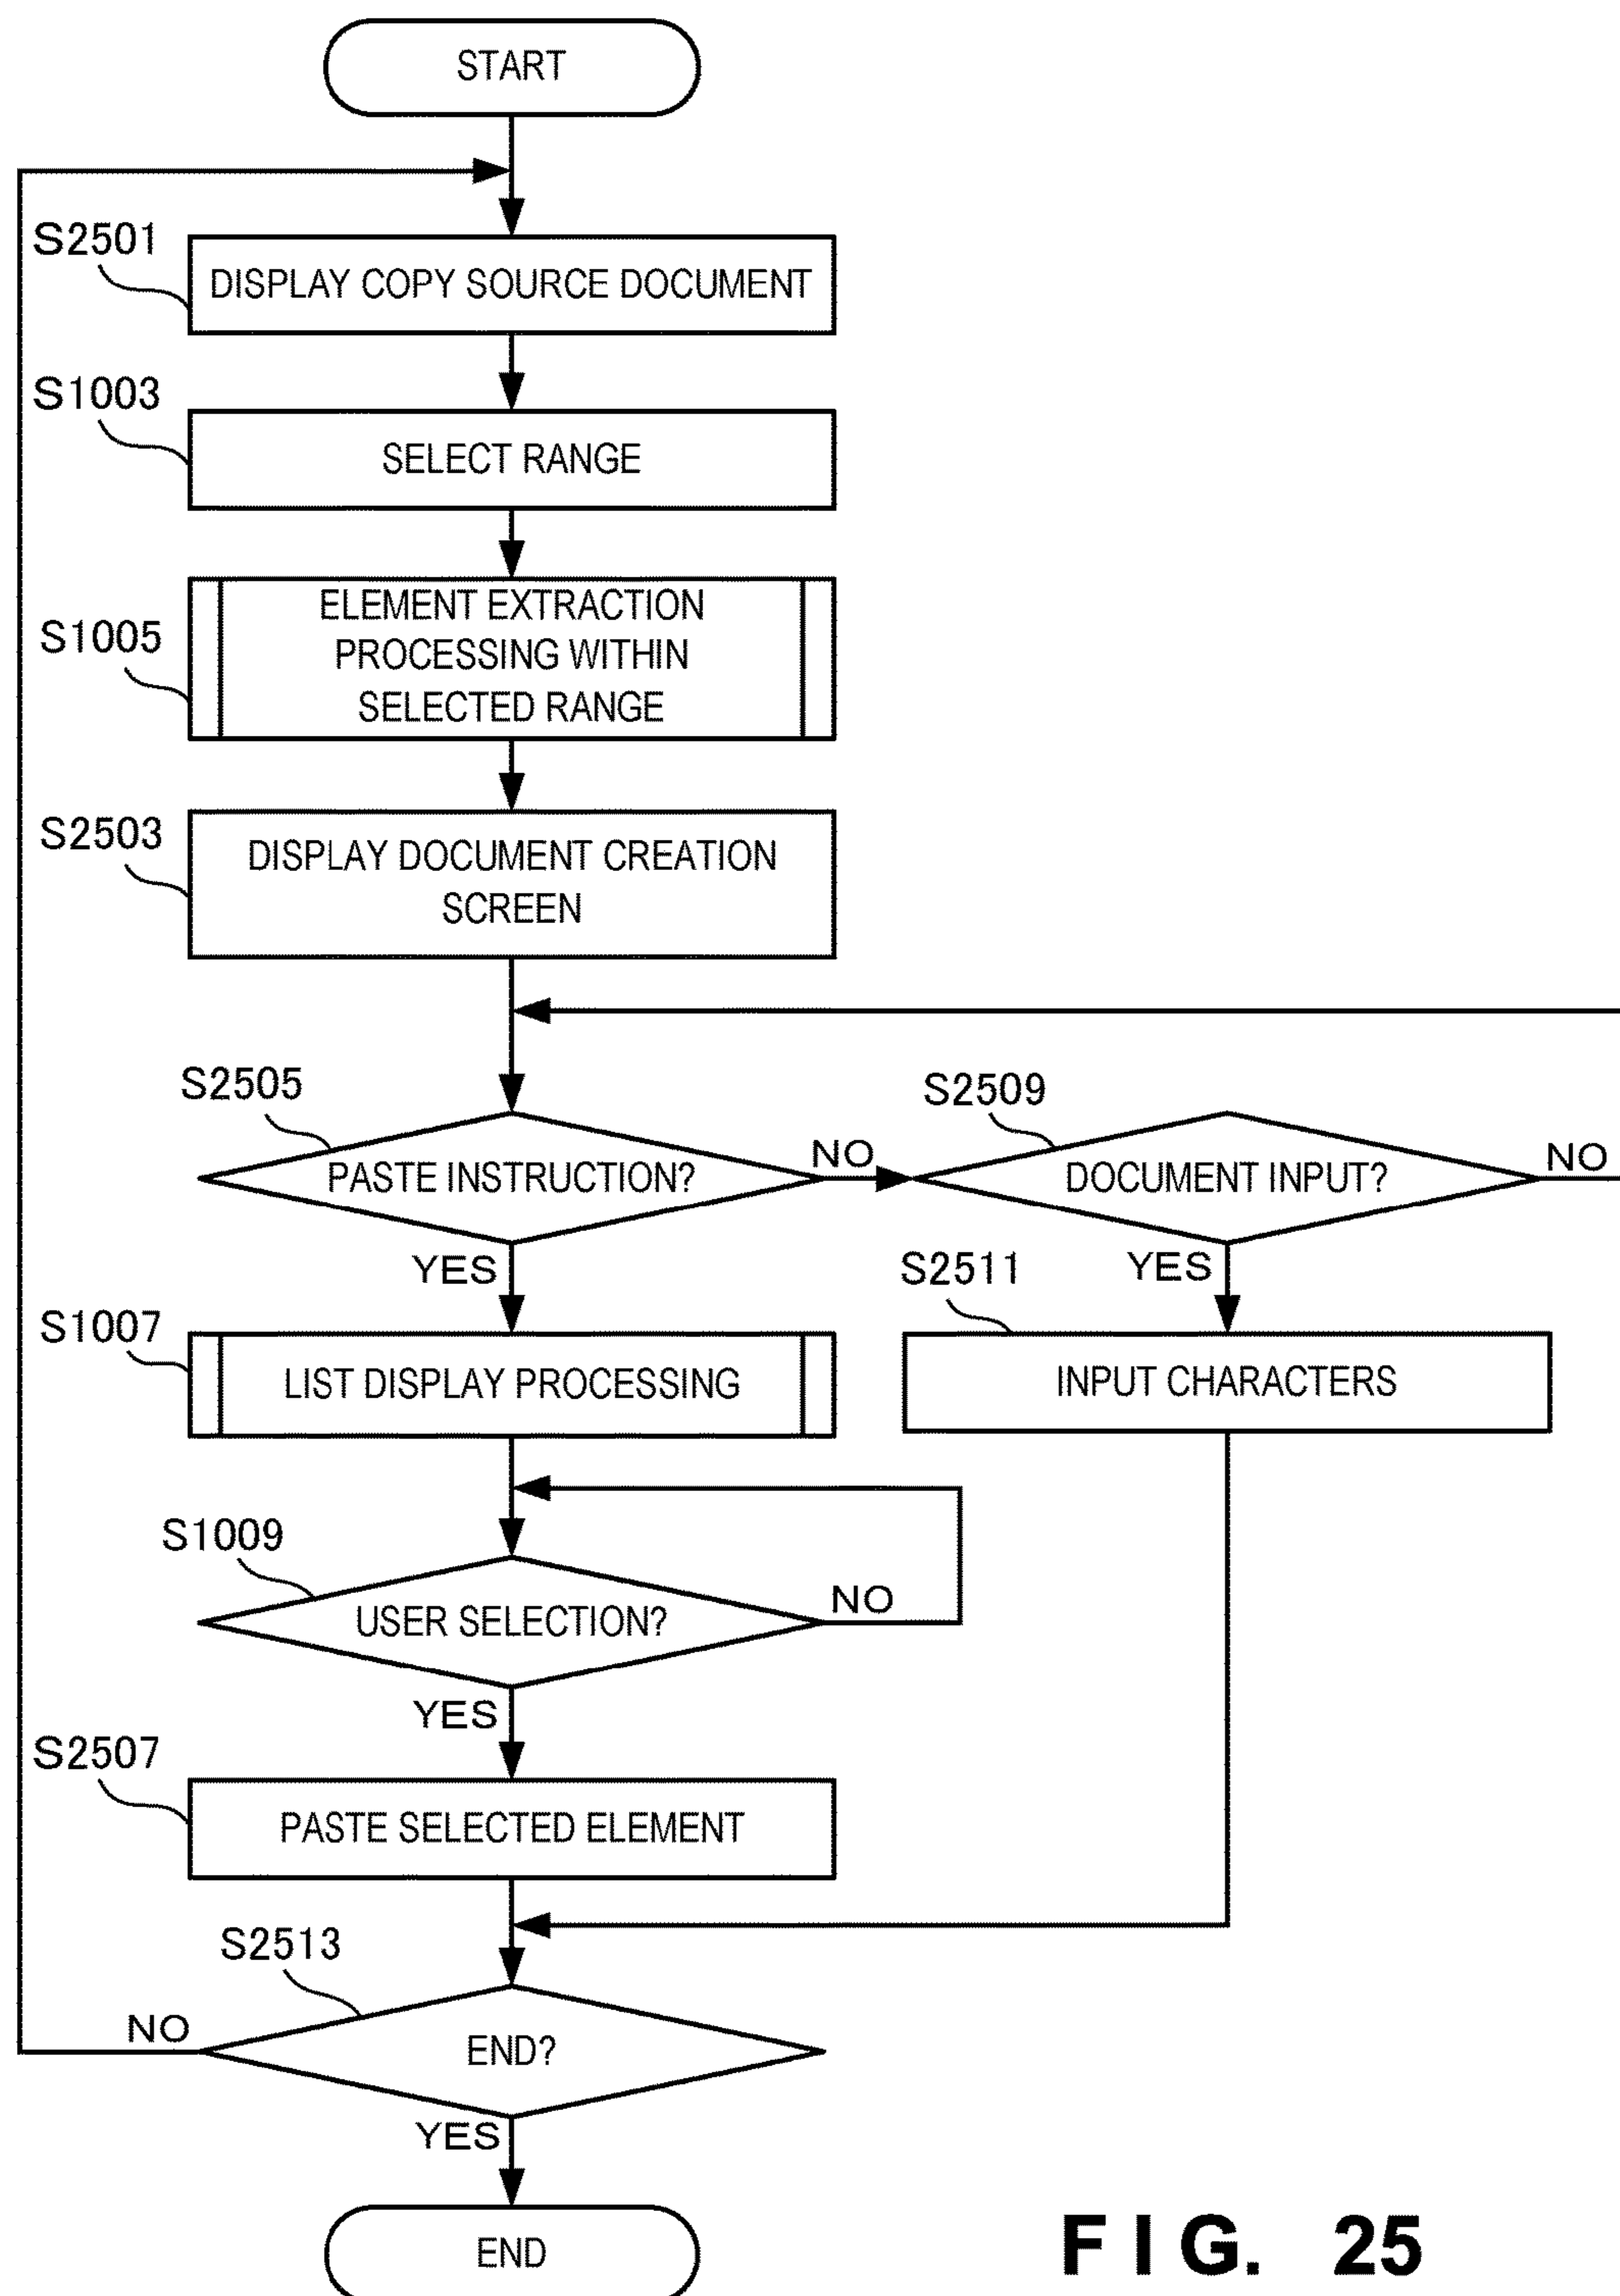 START
S2501
DISPLAY COPY SOURCE DOCUMENT
S1003
SELECT RANGE
S1005
ELEMENT EXTRACTION
PROCESSING WITHIN
SELECTED RANGE
S2503
DISPLAY DOCUMENT CREATION
SCREEN
S2505
PASTE INSTRUCTION?
NO
YES
S2509
DOCUMENT INPUT?
NO
YES
S1007
LIST DISPLAY PROCESSING
S2511
INPUT CHARACTERS
S1009
USER SELECTION?
NO
YES
S2507
PASTE SELECTED ELEMENT
S2513
END?
NO
YES
END
FIG. 25